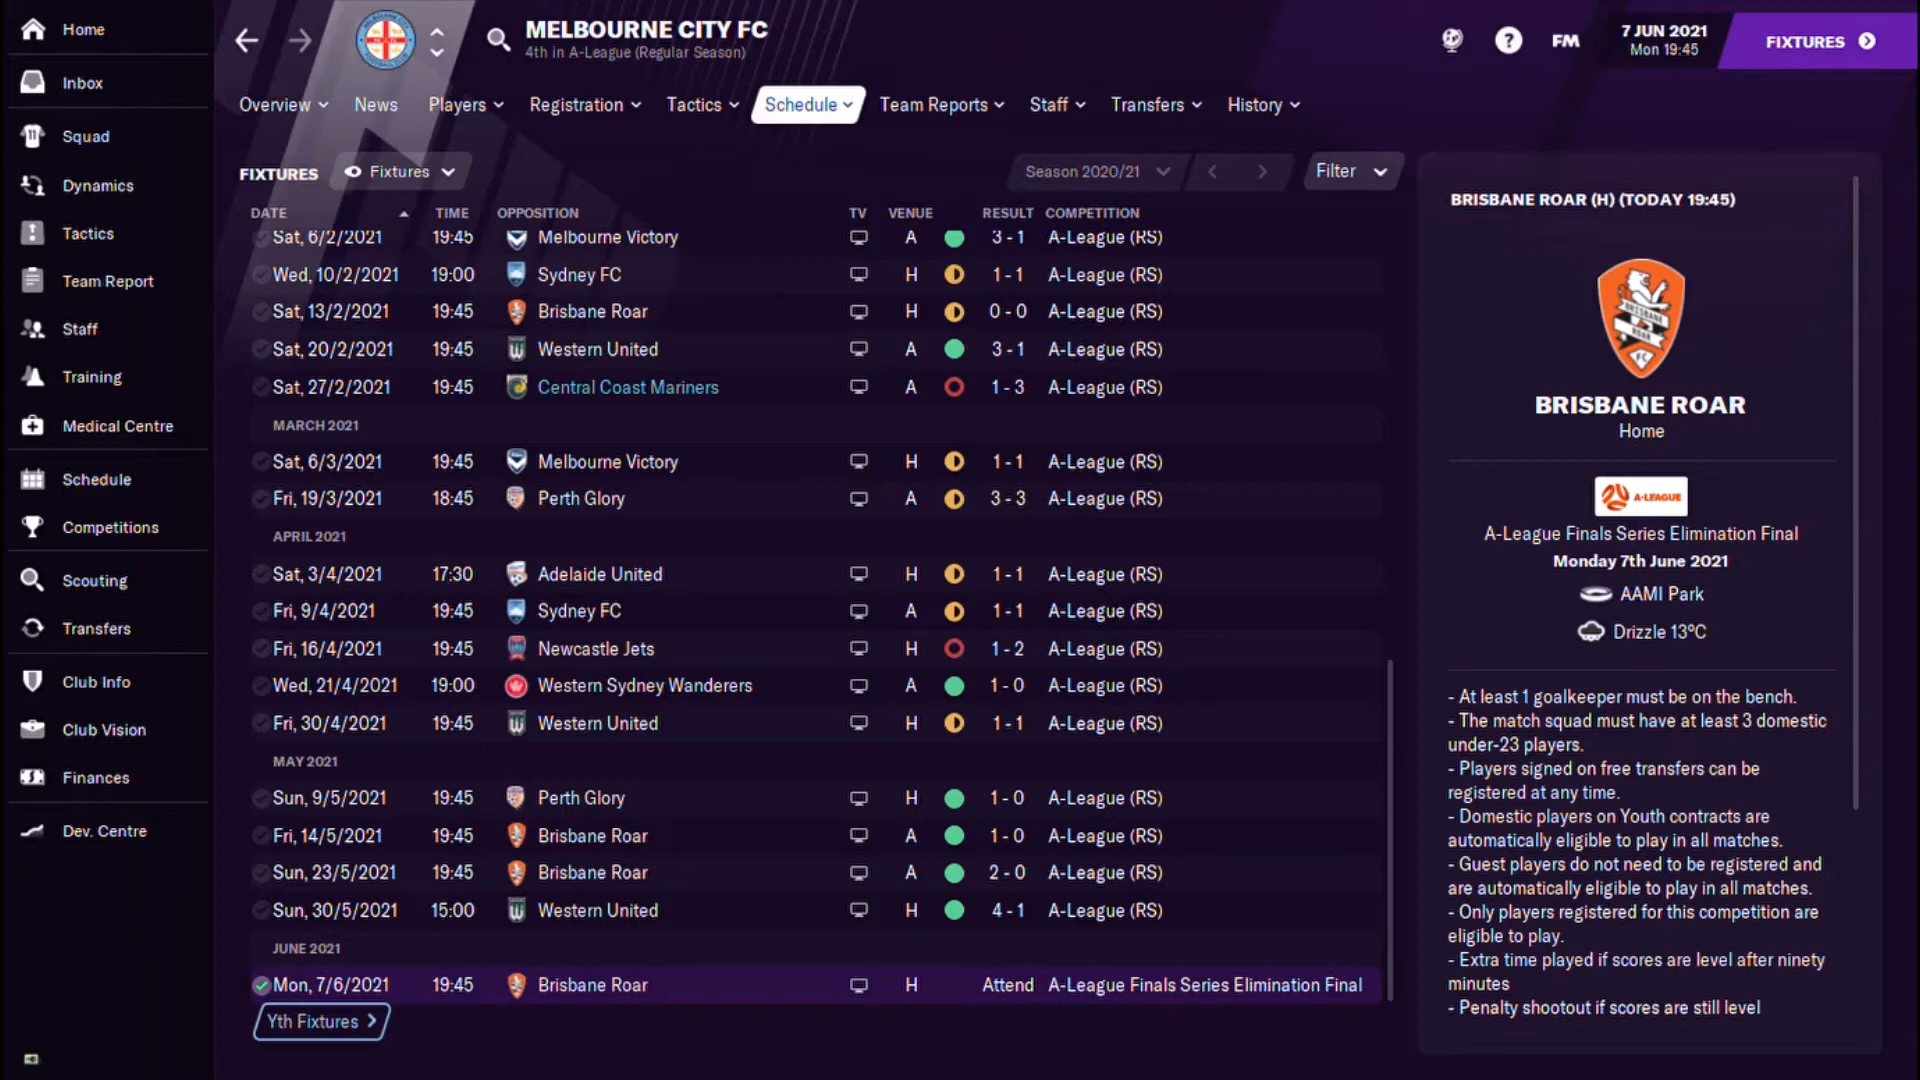 Home
Inbox
Squad
Dynamics
Tactics
Team Report
Staff
Training
Medical Centre
Schedule
Competitions
Scouting
Transfers
Club Info
Club Vision
Finances
Dev. Centre
MELBOURNE CITY FC
4th in A-League (Regular Season)
FM
7 JUN 2021
Mon 19:45
FIXTURES
Overview News Players Registration Tactics Schedule Team Reports Staff Transfers History
FIXTURES Fixtures Season 2020/21 Filter
DATE TIME OPPOSITION TV VENUE RESULT COMPETITION
Sat, 6/2/2021 19:45 Melbourne Victory A 3 - 1 A-League (RS)
Wed, 10/2/2021 19:00 Sydney FC H 1 - 1 A-League (RS)
Sat, 13/2/2021 19:45 Brisbane Roar H 0 - 0 A-League (RS)
Sat, 20/2/2021 19:45 Western United A 3 - 1 A-League (RS)
Sat, 27/2/2021 19:45 Central Coast Mariners A 1 - 3 A-League (RS)
MARCH 2021
Sat, 6/3/2021 19:45 Melbourne Victory H 1 - 1 A-League (RS)
Fri, 19/3/2021 18:45 Perth Glory A 3 - 3 A-League (RS)
APRIL 2021
Sat, 3/4/2021 17:30 Adelaide United H 1 - 1 A-League (RS)
Fri, 9/4/2021 19:45 Sydney FC A 1 - 1 A-League (RS)
Fri, 16/4/2021 19:45 Newcastle Jets H 1 - 2 A-League (RS)
Wed, 21/4/2021 19:00 Western Sydney Wanderers A 1 - 0 A-League (RS)
Fri, 30/4/2021 19:45 Western United H 1 - 1 A-League (RS)
MAY 2021
Sun, 9/5/2021 19:45 Perth Glory H 1 - 0 A-League (RS)
Fri, 14/5/2021 19:45 Brisbane Roar A 1 - 0 A-League (RS)
Sun, 23/5/2021 19:45 Brisbane Roar A 2 - 0 A-League (RS)
Sun, 30/5/2021 15:00 Western United H 4 - 1 A-League (RS)
JUNE 2021
Mon, 7/6/2021 19:45 Brisbane Roar H Attend A-League Finals Series Elimination Final
Yth Fixtures
BRISBANE ROAR (H) (TODAY 19:45)
BRISBANE
ROAR
FC
BRISBANE ROAR
Home
A-LEAGUE
A-League Finals Series Elimination Final
Monday 7th June 2021
AAMI Park
Drizzle 13°C
- At least 1 goalkeeper must be on the bench.
- The match squad must have at least 3 domestic
under-23 players.
- Players signed on free transfers can be
registered at any time.
- Domestic players on Youth contracts are
automatically eligible to play in all matches.
- Guest players do not need to be registered and
are automatically eligible to play in all matches.
- Only players registered for this competition are
eligible to play.
- Extra time played if scores are level after ninety
minutes
- Penalty shootout if scores are still level